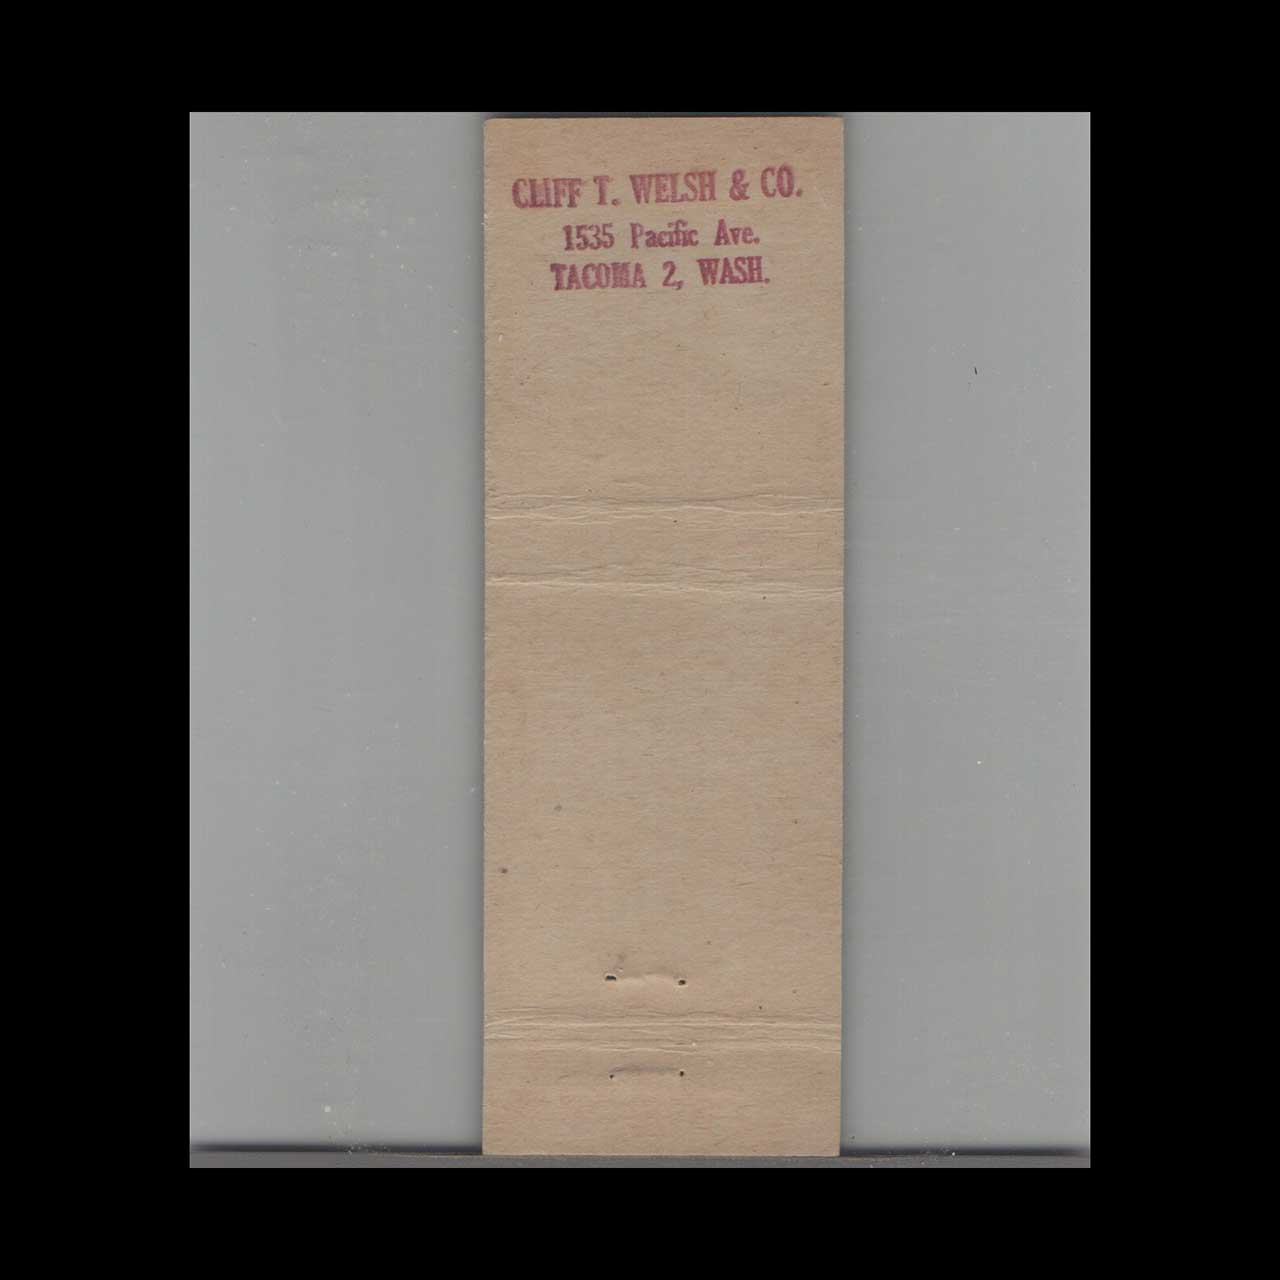 CLIFF T. WELSH & CO.
1535 Pacific Ave.
TACOMA 2, WASH.